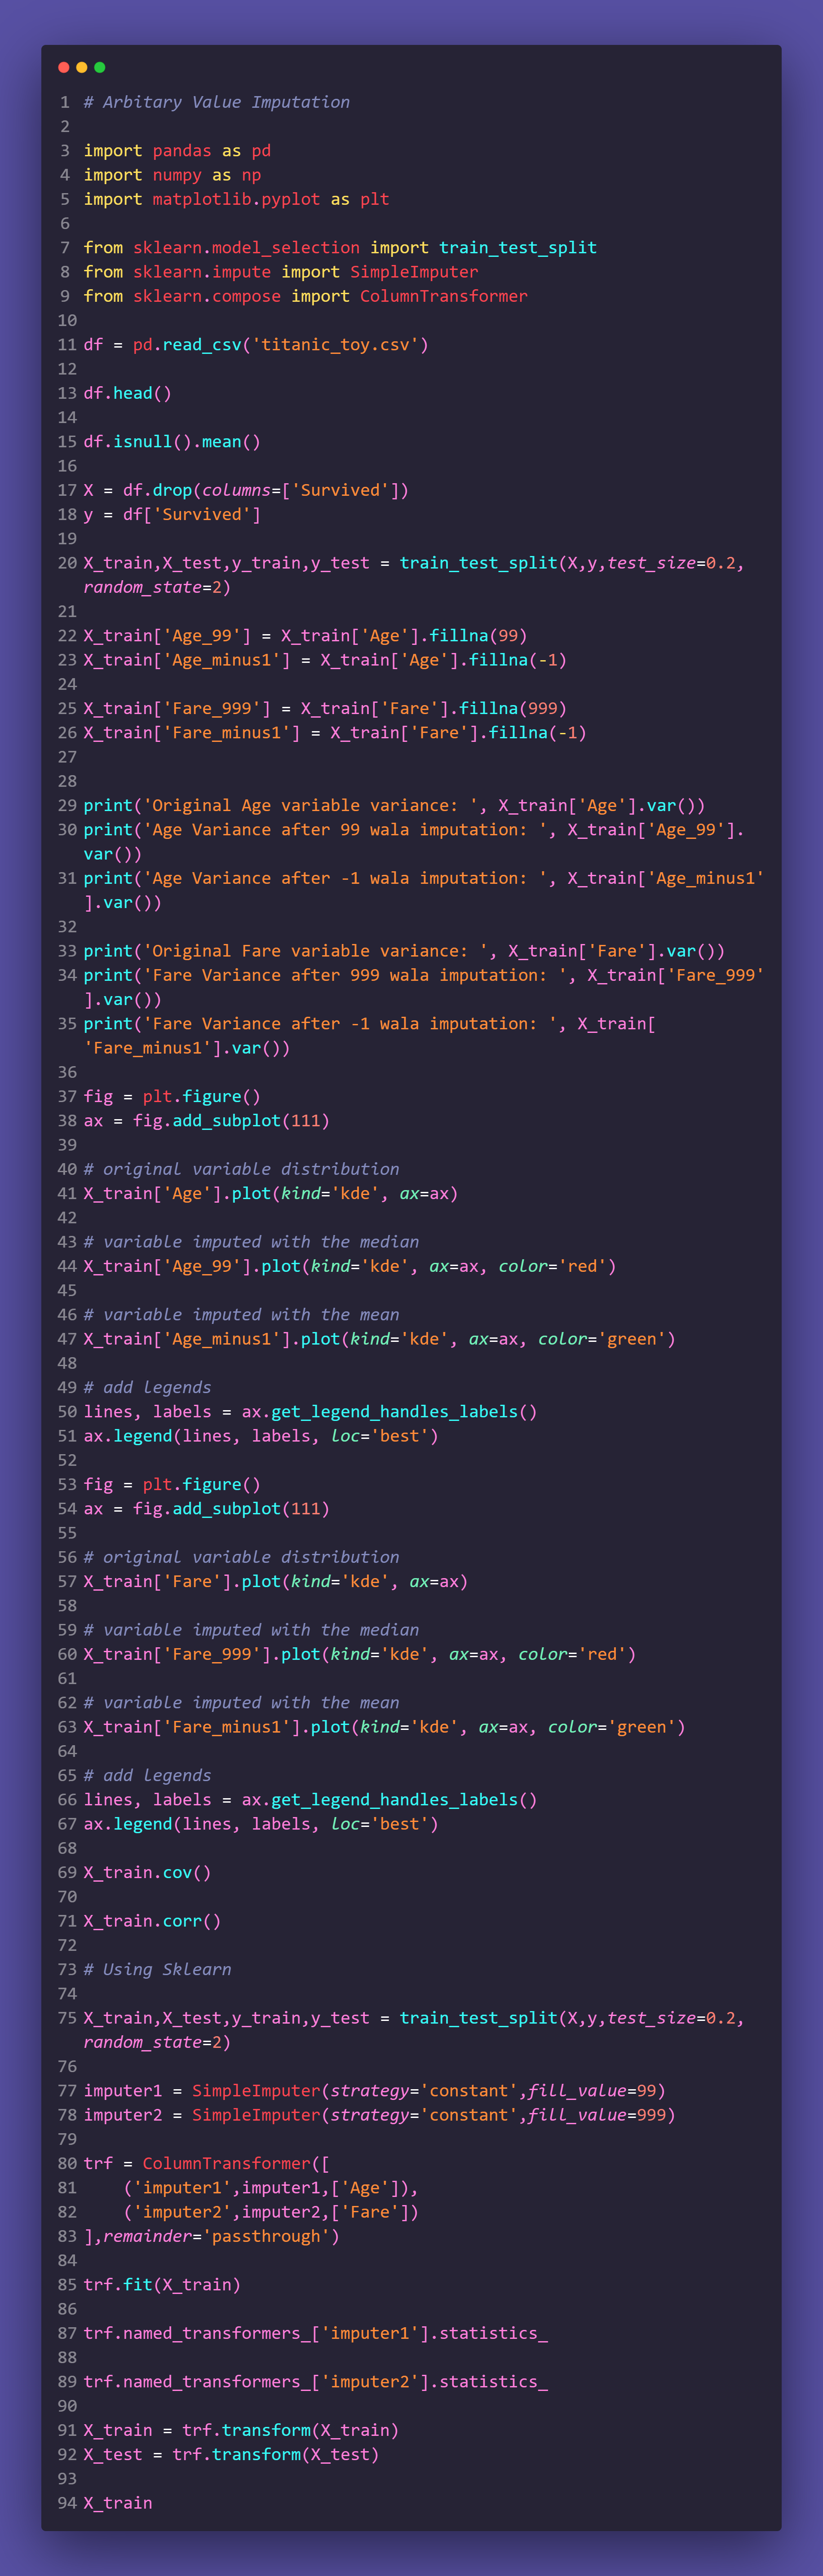 1 # Arbitary Value Imputation
2
3 import pandas as pd
4 import numpy as np
5 import matplotlib.pyplot as plt
6
7 from sklearn.model_selection import train_test_split
8 from sklearn.impute import SimpleImputer
9 from sklearn.compose import ColumnTransformer
10
11 df = pd.read_csv('titanic_toy.csv')
12
13 df.head()
14
15 df.isnull().mean()
16
17 X = df.drop(columns=['Survived'])
18 y = df['Survived']
19
20 X_train,X_test,y_train,y_test = train_test_split(X,y,test_size=0.2,
random_state=2)
21
22 X_train['Age_99'] = X_train['Age'].fillna(99)
23 X_train['Age_minus1'] = X_train['Age'].fillna(-1)
24
25 X_train['Fare_999'] = X_train['Fare'].fillna(999)
26 X_train['Fare_minus1'] = X_train['Fare'].fillna(-1)
27
28
29 print('Original Age variable variance: ', X_train['Age'].var())
30 print('Age Variance after 99 wala imputation: ', X_train['Age_99'].
var())
31 print('Age Variance after -1 wala imputation: ', X_train['Age_minus1'
].var())
32
33 print('Original Fare variable variance: ', X_train['Fare'].var())
34 print('Fare Variance after 999 wala imputation: ', X_train['Fare_999'
].var())
35 print('Fare Variance after -1 wala imputation: ', X_train[
'Fare_minus1'].var())
36
37 fig = plt.figure()
38 ax = fig.add_subplot(111)
39
40 # original variable distribution
41 X_train['Age'].plot(kind='kde', ax=ax)
42
43 # variable imputed with the median
44 X_train['Age_99'].plot(kind='kde', ax=ax, color='red')
45
46 # variable imputed with the mean
47 X_train['Age_minus1'].plot(kind='kde', ax=ax, color='green')
48
49 # add legends
50 lines, labels = ax.get_legend_handles_labels()
51 ax.legend(lines, labels, loc='best')
52
53 fig = plt.figure()
54 ax = fig.add_subplot(111)
55
56 # original variable distribution
57 X_train['Fare'].plot(kind='kde', ax=ax)
58
59 # variable imputed with the median
60 X_train['Fare_999'].plot(kind='kde', ax=ax, color='red')
61
62 # variable imputed with the mean
63 X_train['Fare_minus1'].plot(kind='kde', ax=ax, color='green')
64
65 # add legends
66 lines, labels = ax.get_legend_handles_labels()
67 ax.legend(lines, labels, loc='best')
68
69 X_train.cov()
70
71 X_train.corr()
72
73 # Using Sklearn
74
75 X_train,X_test,y_train,y_test = train_test_split(X,y,test_size=0.2,
random_state=2)
76
77 imputer1 = SimpleImputer(strategy='constant',fill_value=99)
78 imputer2 = SimpleImputer(strategy='constant',fill_value=999)
79
80 trf = ColumnTransformer([
81     ('imputer1',imputer1,['Age']),
82     ('imputer2',imputer2,['Fare'])
83 ],remainder='passthrough')
84
85 trf.fit(X_train)
86
87 trf.named_transformers_['imputer1'].statistics_
88
89 trf.named_transformers_['imputer2'].statistics_
90
91 X_train = trf.transform(X_train)
92 X_test = trf.transform(X_test)
93
94 X_train